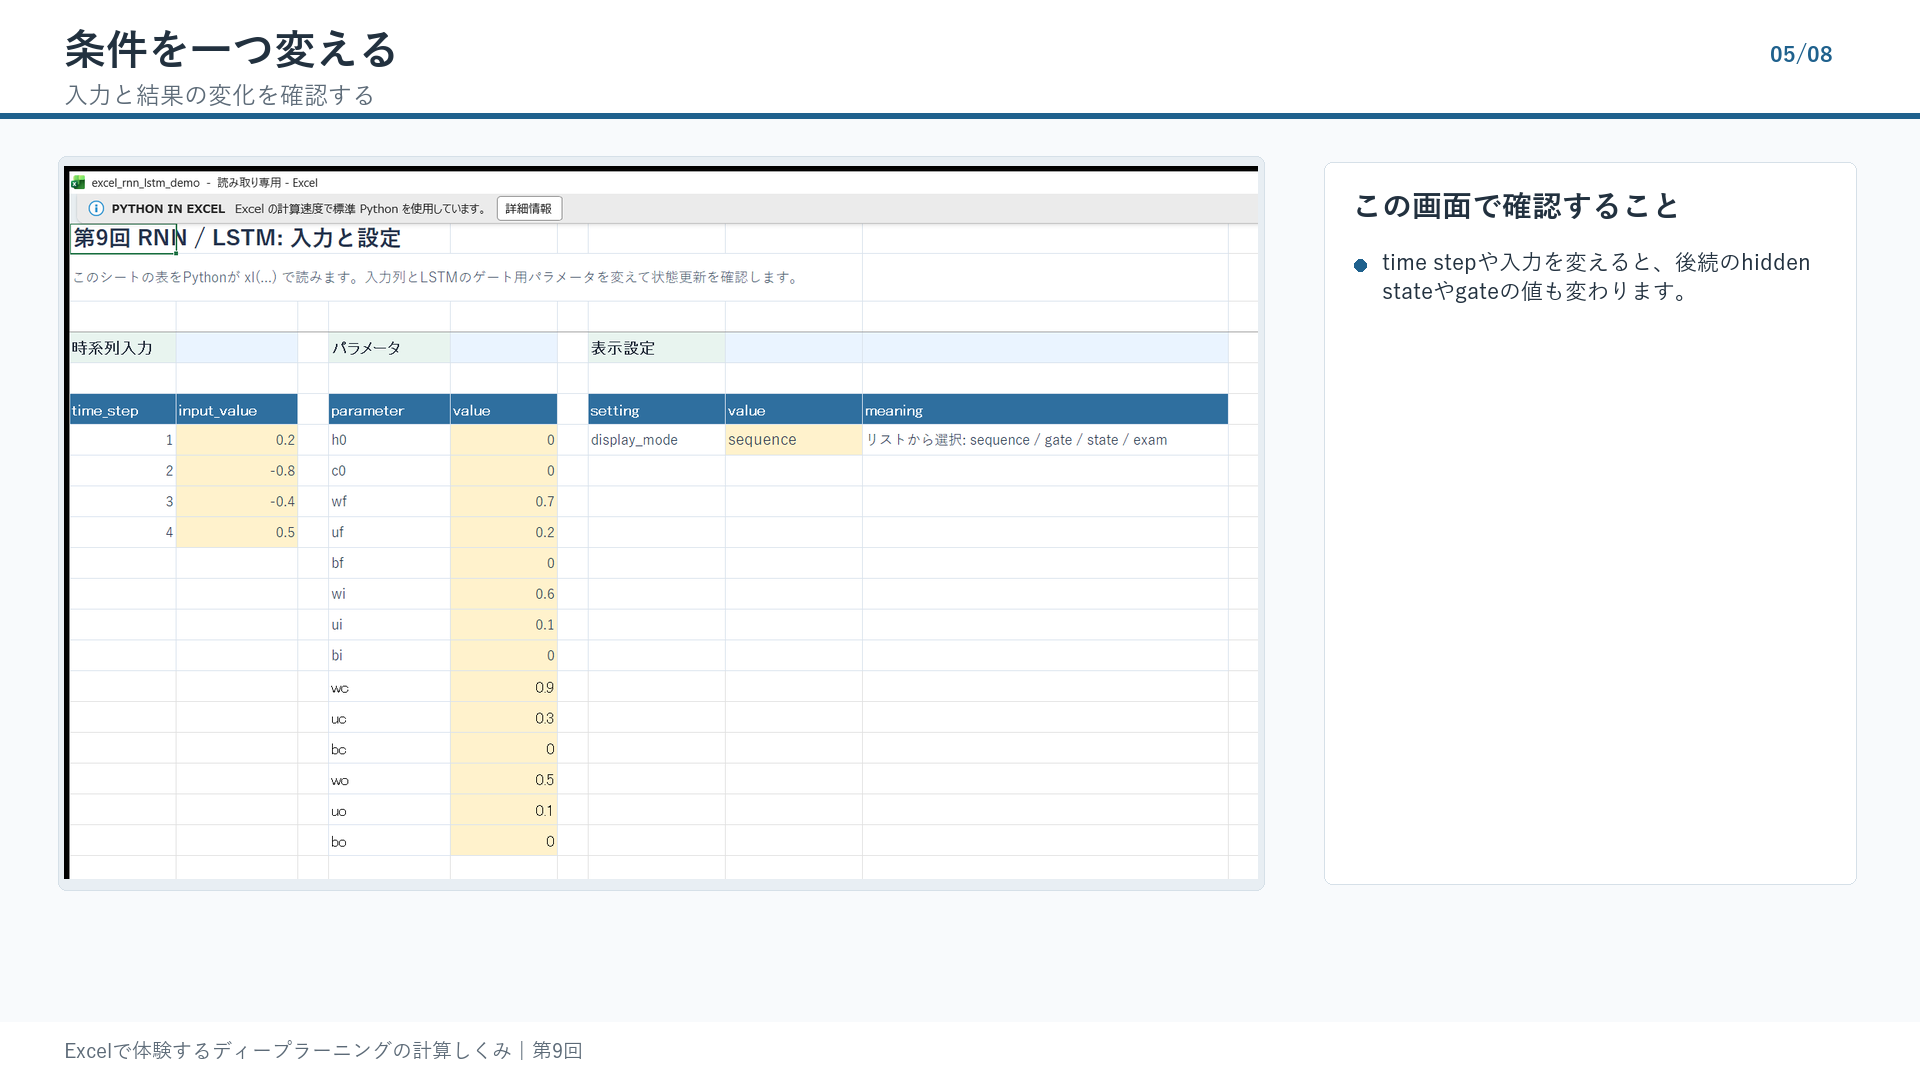 条件を一つ変える
入力と結果の変化を確認する
05/08
excel_rnn_lstm_demo - 読み取り専用 - Excel
PYTHON IN EXCEL Excel の計算速度で標準 Python を使用しています。 詳細情報
第9回 RNN / LSTM: 入力と設定
このシートの表をPythonが xl(...) で読みます。入力列とLSTMのゲート用パラメータを変えて状態更新を確認します。
時系列入力 パラメータ 表示設定
time_step input_value parameter value setting value meaning
1 0.2 h0 0 display_mode sequence リストから選択: sequence / gate / state / exam
2 -0.8 c0 0
3 -0.4 wf 0.7
4 0.5 uf 0.2
bf 0
wi 0.6
ui 0.1
bi 0
wc 0.9
uc 0.3
bc 0
wo 0.5
uo 0.1
bo 0
この画面で確認すること
time stepや入力を変えると、後続のhidden
stateやgateの値も変わります。
Excelで体験するディープラーニングの計算しくみ｜第9回